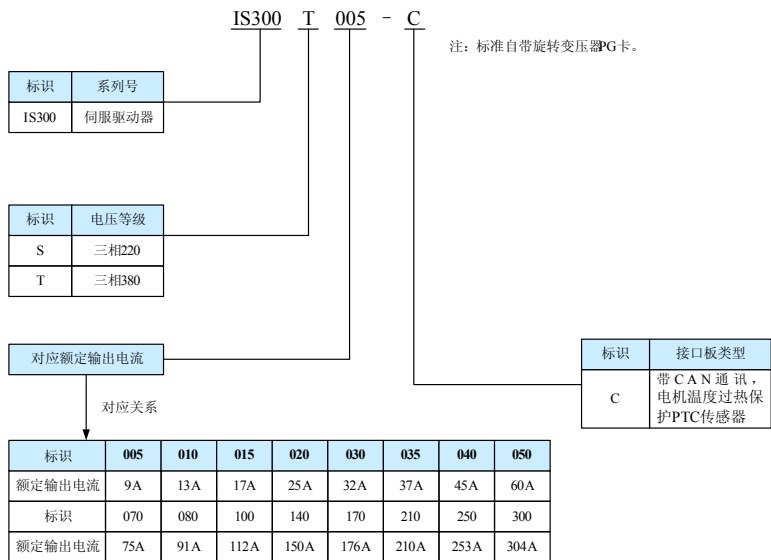 IS300 T 005 - C
注：标准自带旋转变压器PG卡。
标识 系列号
IS300 伺服驱动器
标识 电压等级
S 三相220
T 三相380
对应额定输出电流
对应关系
标识 接口板类型
C 带CAN通讯，
电机温度过热保
护PTC传感器
标识 005 010 015 020 030 035 040 050
额定输出电流 9A 13A 17A 25A 32A 37A 45A 60A
标识 070 080 100 140 170 210 250 300
额定输出电流 75A 91A 112A 150A 176A 210A 253A 304A